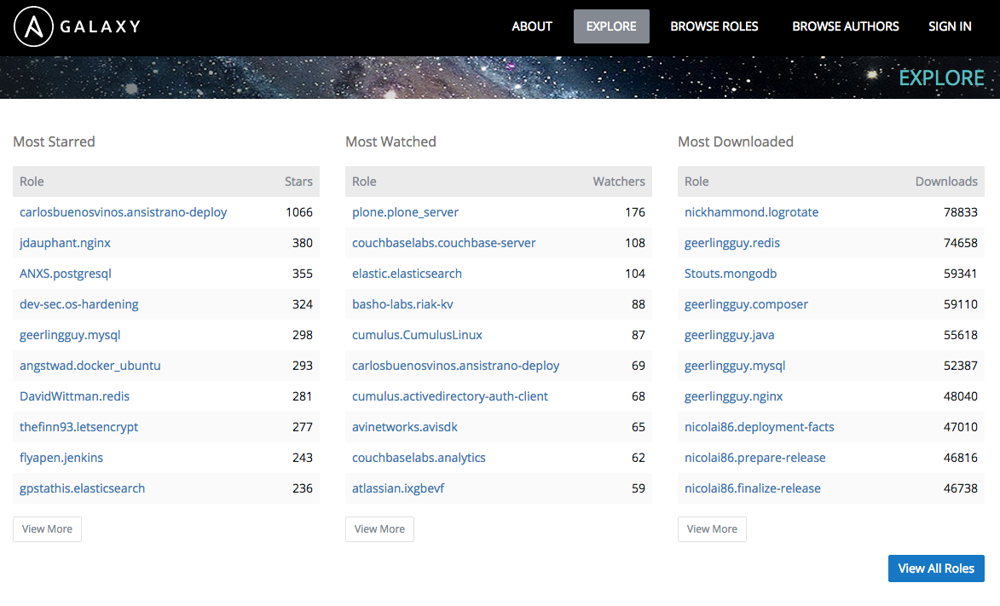 GALAXY
ABOUT EXPLORE BROWSE ROLES BROWSE AUTHORS SIGN IN
EXPLORE
Most Starred
Role Stars
carlosbuenosvinos.ansistrano-deploy 1066
jdauphant.nginx 380
ANXS.postgresql 355
dev-sec.os-hardening 324
geerlingguy.mysql 298
angstwad.docker_ubuntu 293
DavidWittman.redis 281
thefinn93.letsencrypt 277
flyapen.jenkins 243
gpstathis.elasticsearch 236
View More
Most Watched
Role Watchers
plone.plone_server 176
couchbaselabs.couchbase-server 108
elastic.elasticsearch 104
basho-labs.riak-kv 88
cumulus.CumulusLinux 87
carlosbuenosvinos.ansistrano-deploy 69
cumulus.activedirectory-auth-client 68
avinetworks.avisdk 65
couchbaselabs.analytics 62
atlassian.ixgbevf 59
View More
Most Downloaded
Role Downloads
nickhammond.logrotate 78833
geerlingguy.redis 74658
Stouts.mongodb 59341
geerlingguy.composer 59110
geerlingguy.java 55618
geerlingguy.mysql 52387
geerlingguy.nginx 48040
nicolai86.deployment-facts 47010
nicolai86.prepare-release 46816
nicolai86.finalize-release 46738
View More
View All Roles